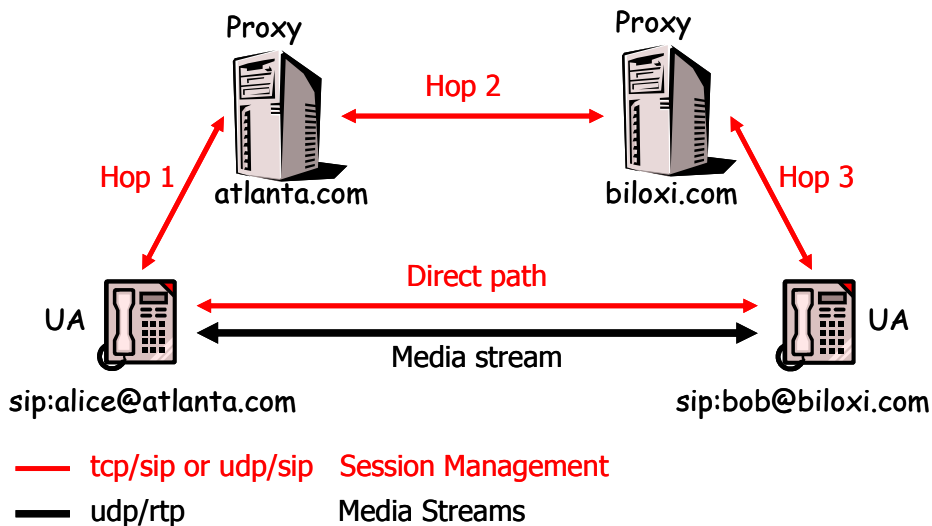 Proxy
Proxy
Hop 2
Hop 1
Hop 3
atlanta.com
biloxi.com
Direct path
UA
UA
Media stream
sip:alice@atlanta.com
sip:bob@biloxi.com
tcp/sip or udp/sip Session Management
udp/rtp Media Streams